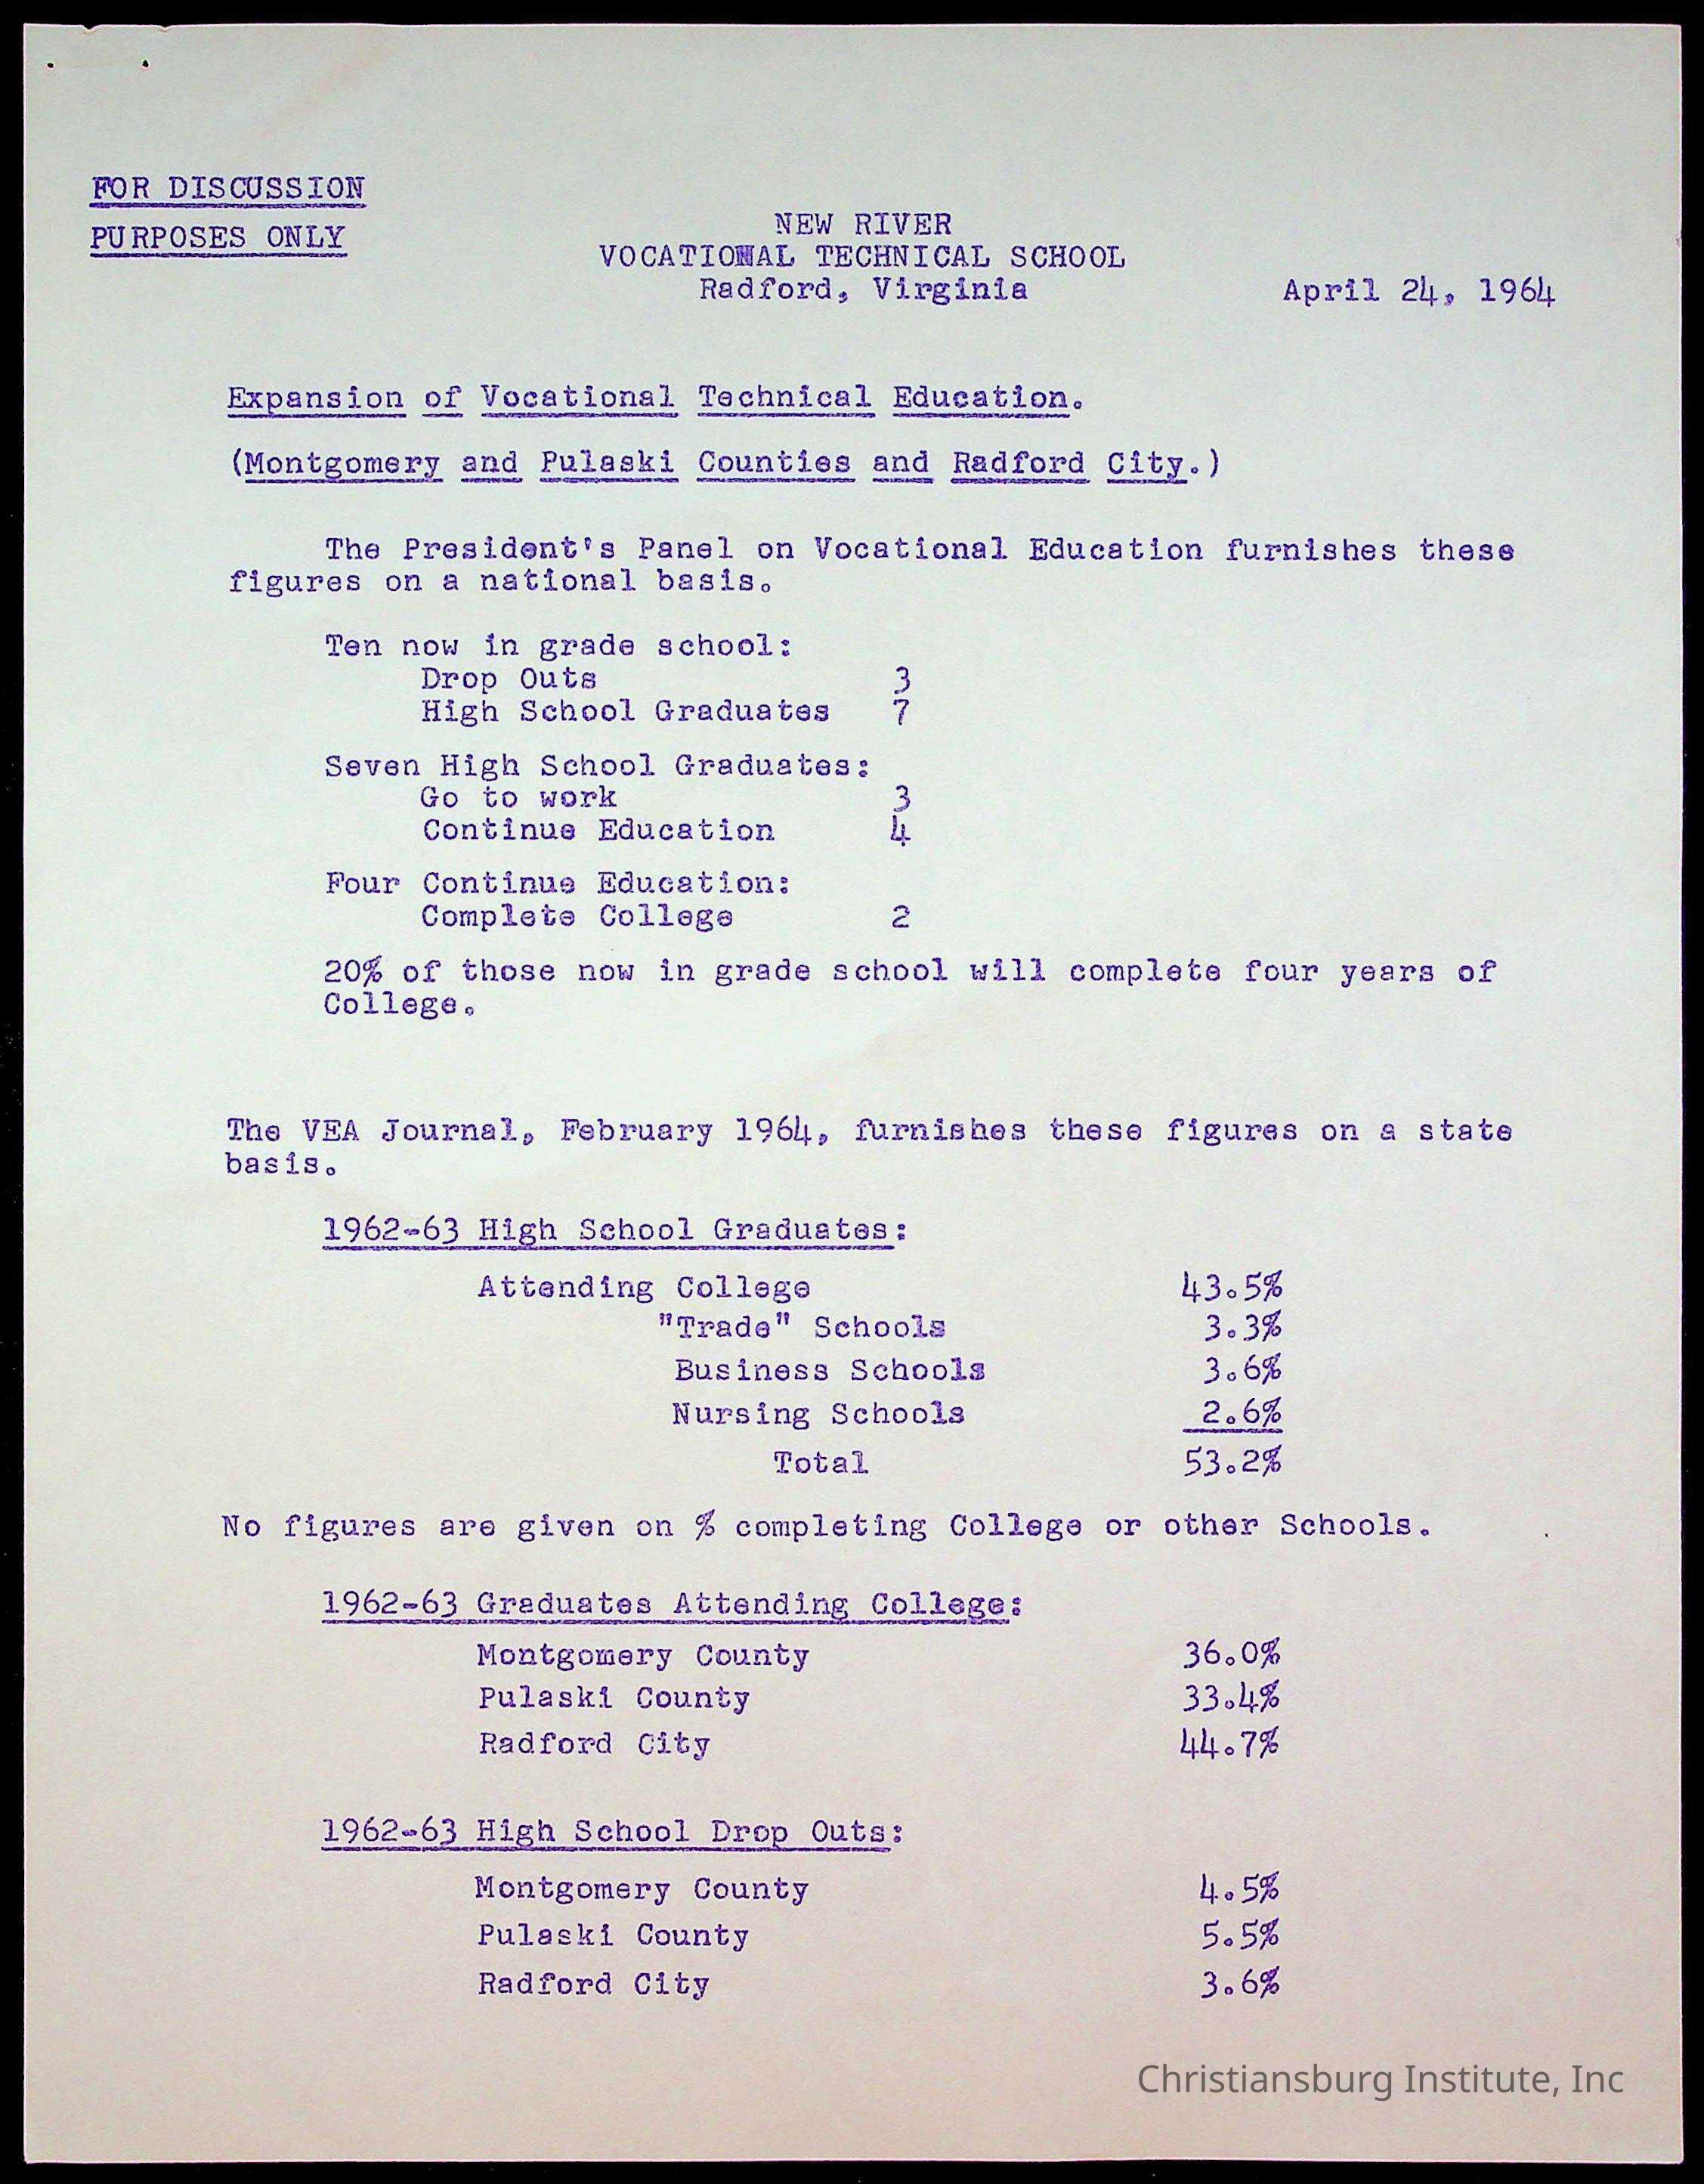 FOR DISCUSSION
PURPOSES ONLY
NEW RIVER
VOCATIONAL TECHNICAL SCHOOL
Radford, Virginia
April 24, 1964
Expansion of Vocational Technical Education.
(Montgomery and Pulaski Counties and Radford City.)
The President's Panel on Vocational Education furnishes these
figures on a national basis.
Ten now in grade school:
Drop Outs 3
High School Graduates 7
Seven High School Graduates:
Go to work 3
Continue Education 4
Four Continue Education:
Complete College 2
20% of those now in grade school will complete four years of
College.
The VEA Journal, February 1964, furnishes these figures on a state
basis.
1962-63 High School Graduates:
Attending College 43.5%
"Trade" Schools 3.3%
Business Schools 3.6%
Nursing Schools 2.6%
Total 53.2%
No figures are given on % completing College or other Schools.
1962-63 Graduates Attending College:
Montgomery County 36.0%
Pulaski County 33.4%
Radford City 44.7%
1962-63 High School Drop Outs:
Montgomery County 4.5%
Pulaski County 5.5%
Radford City 3.6%
Christiansburg Institute, Inc